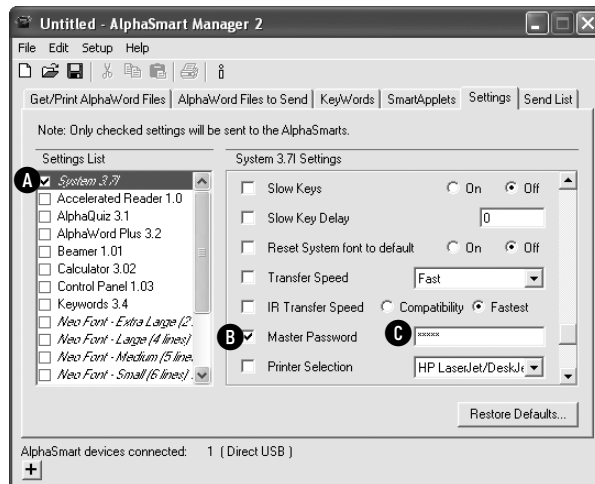 Untitled - AlphaSmart Manager 2
File Edit Setup Help
Get/Print AlphaWord Files AlphaWord Files to Send KeyWords SmartApplets Settings Send List
Note: Only checked settings will be sent to the AlphaSmarts.
Settings List
A System 3.7I
Accelerated Reader 1.0
AlphaQuiz 3.1
AlphaWord Plus 3.2
Beamer 1.01
Calculator 3.02
Control Panel 1.03
Keywords 3.4
Neo Font - Extra Large (2
Neo Font - Large (4 lines)
Neo Font - Medium (5 line
Neo Font - Small (6 lines) .
System 3.7I Settings
Slow Keys On Off
Slow Key Delay 0
Reset System font to default On Off
Transfer Speed Fast
IR Transfer Speed Compatibility Fastest
B Master Password C xxxxx
Printer Selection HP LaserJet/DeskJe
Restore Defaults...
AlphaSmart devices connected: 1 ( Direct USB )
+